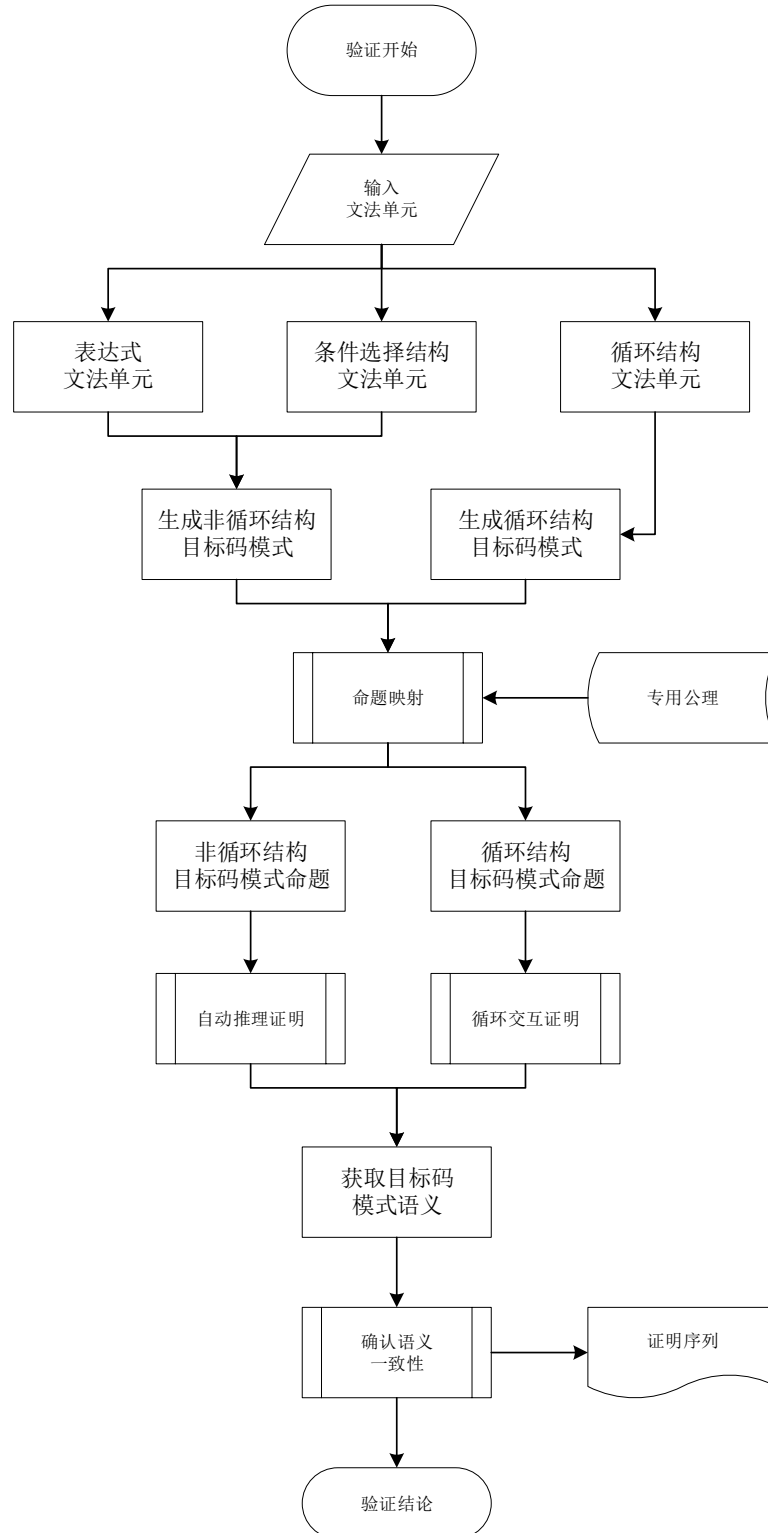 验证开始
输入
文法单元
表达式
文法单元
条件选择结构
文法单元
循环结构
文法单元
生成非循环结构
目标码模式
生成循环结构
目标码模式
命题映射
专用公理
非循环结构
目标码模式命题
循环结构
目标码模式命题
自动推理证明
循环交互证明
获取目标码
模式语义
确认语义
一致性
证明序列
验证结论